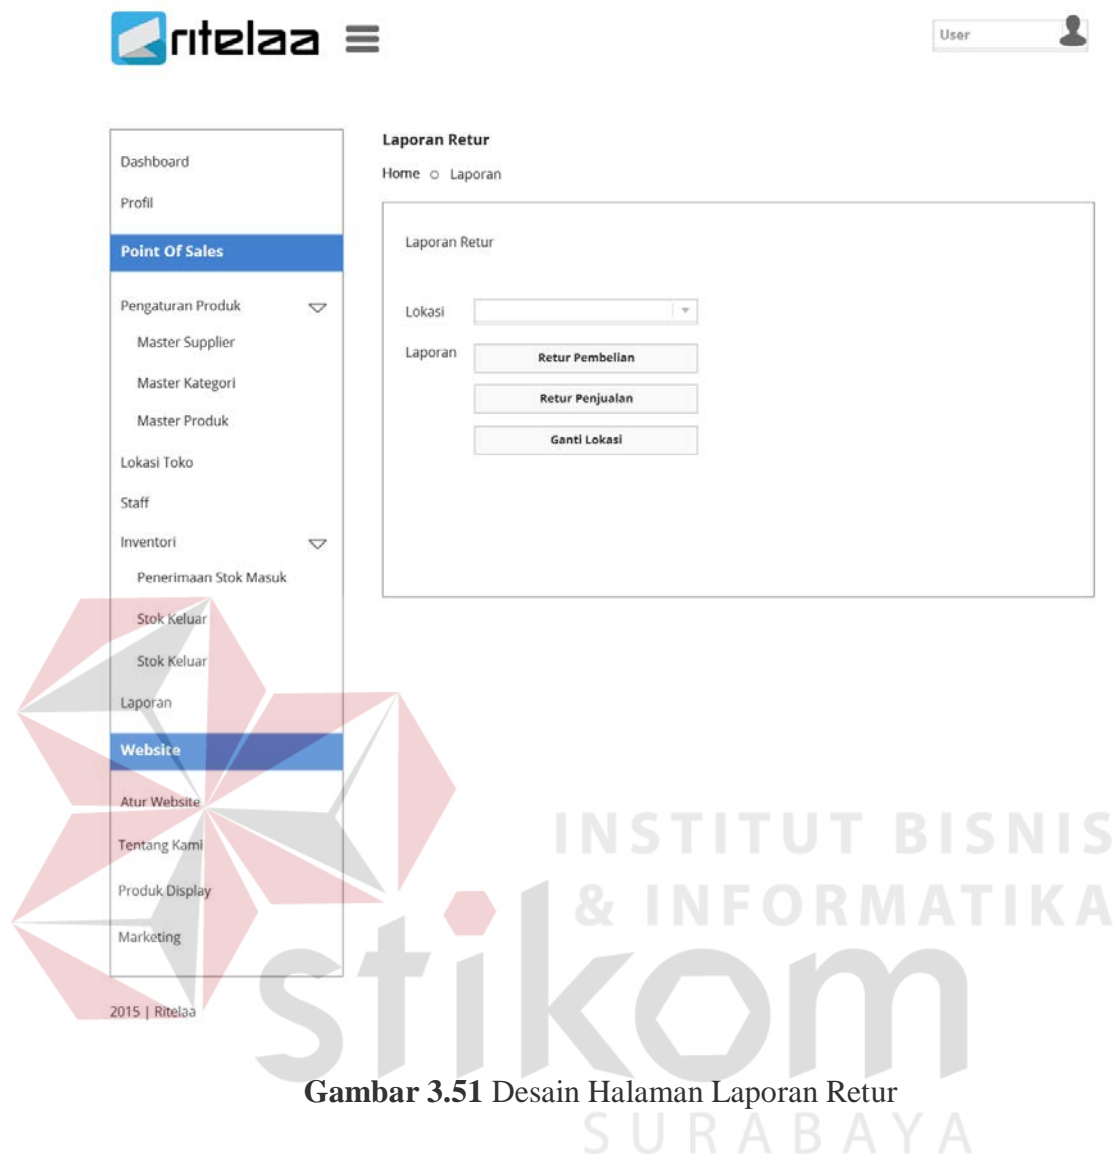 ritelaa
User
Dashboard
Profil
Point Of Sales
Pengaturan Produk
Master Supplier
Master Kategori
Master Produk
Lokasi Toko
Staff
Inventori
Penerimaan Stok Masuk
Stok Keluar
Stok Keluar
Laporan
Website
Atur Website
Tentang Kami
Produk Display
Marketing
2015 | Ritelaa
Laporan Retur
Home o Laporan
Laporan Retur
Lokasi
Laporan
Retur Pembelian
Retur Penjualan
Ganti Lokasi
INSTITUT BISNIS
& INFORMATIKA
stikom
SURABAYA
Gambar 3.51 Desain Halaman Laporan Retur